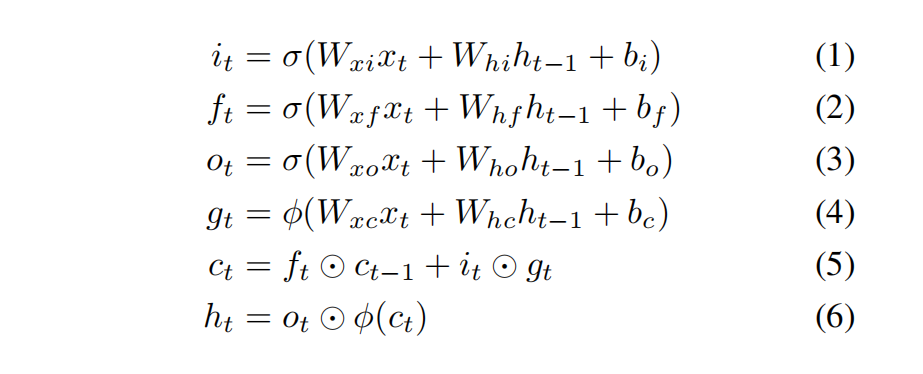 i_t = σ(W_{xi}x_t + W_{hi}h_{t−1} + b_i) (1)
f_t = σ(W_{xf}x_t + W_{hf}h_{t−1} + b_f) (2)
o_t = σ(W_{xo}x_t + W_{ho}h_{t−1} + b_o) (3)
g_t = ϕ(W_{xc}x_t + W_{hc}h_{t−1} + b_c) (4)
c_t = f_t ⊙ c_{t−1} + i_t ⊙ g_t (5)
h_t = o_t ⊙ ϕ(c_t) (6)